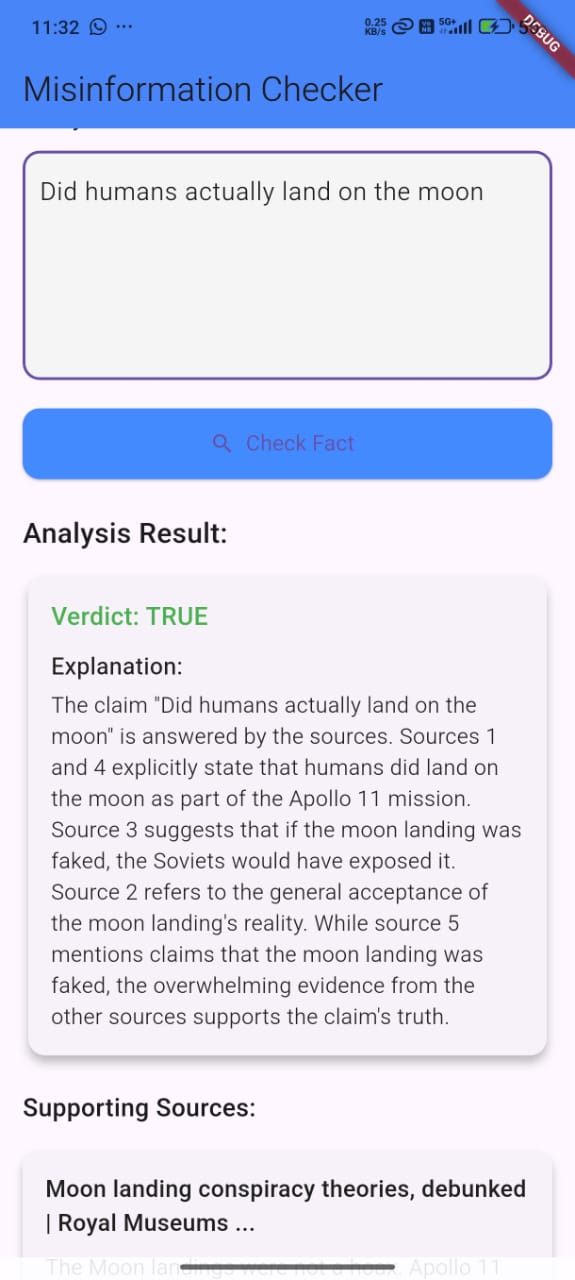 11:32 ...
0.25
KB/s
5G+
DEBUG
Misinformation Checker
Did humans actually land on the moon
Check Fact
Analysis Result:
Verdict: TRUE
Explanation:
The claim "Did humans actually land on the
moon" is answered by the sources. Sources 1
and 4 explicitly state that humans did land on
the moon as part of the Apollo 11 mission.
Source 3 suggests that if the moon landing was
faked, the Soviets would have exposed it.
Source 2 refers to the general acceptance of
the moon landing's reality. While source 5
mentions claims that the moon landing was
faked, the overwhelming evidence from the
other sources supports the claim's truth.
Supporting Sources:
Moon landing conspiracy theories, debunked
| Royal Museums ...
The Moon landings were not a hoax. Apollo 11